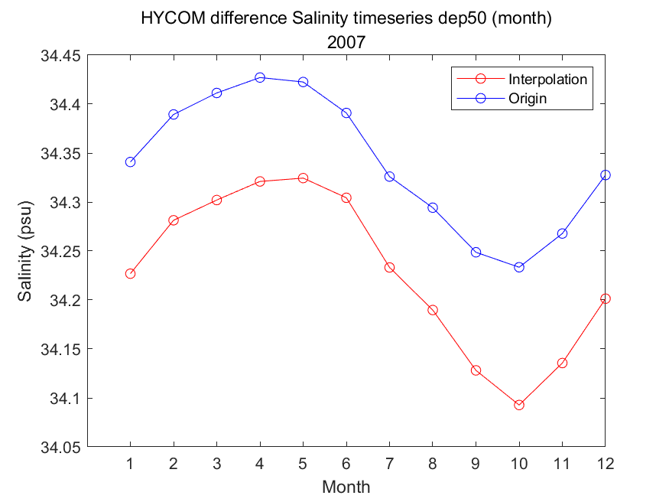 HYCOM difference Salinity timeseries dep50 (month)
2007
34.45
34.4
34.35
34.3
34.25
34.2
34.15
34.1
34.05
Salinity (psu)
Interpolation
Origin
1 2 3 4 5 6 7 8 9 10 11 12
Month